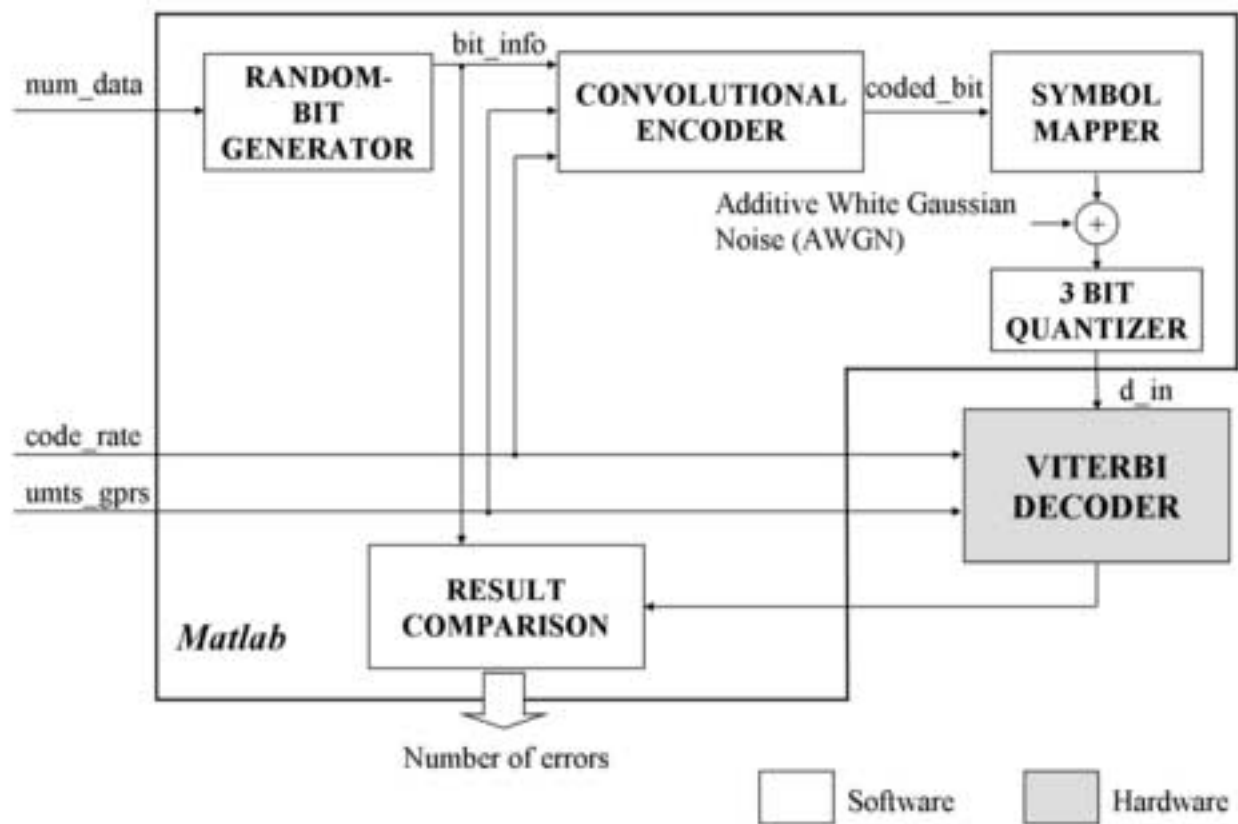 bit_info
num_data
RANDOM-
BIT
GENERATOR
CONVOLUTIONAL
ENCODER
coded_bit
SYMBOL
MAPPER
Additive White Gaussian
Noise (AWGN)
+
3 BIT
QUANTIZER
d_in
code_rate
umts_gprs
VITERBI
DECODER
RESULT
COMPARISON
Matlab
Number of errors
Software
Hardware